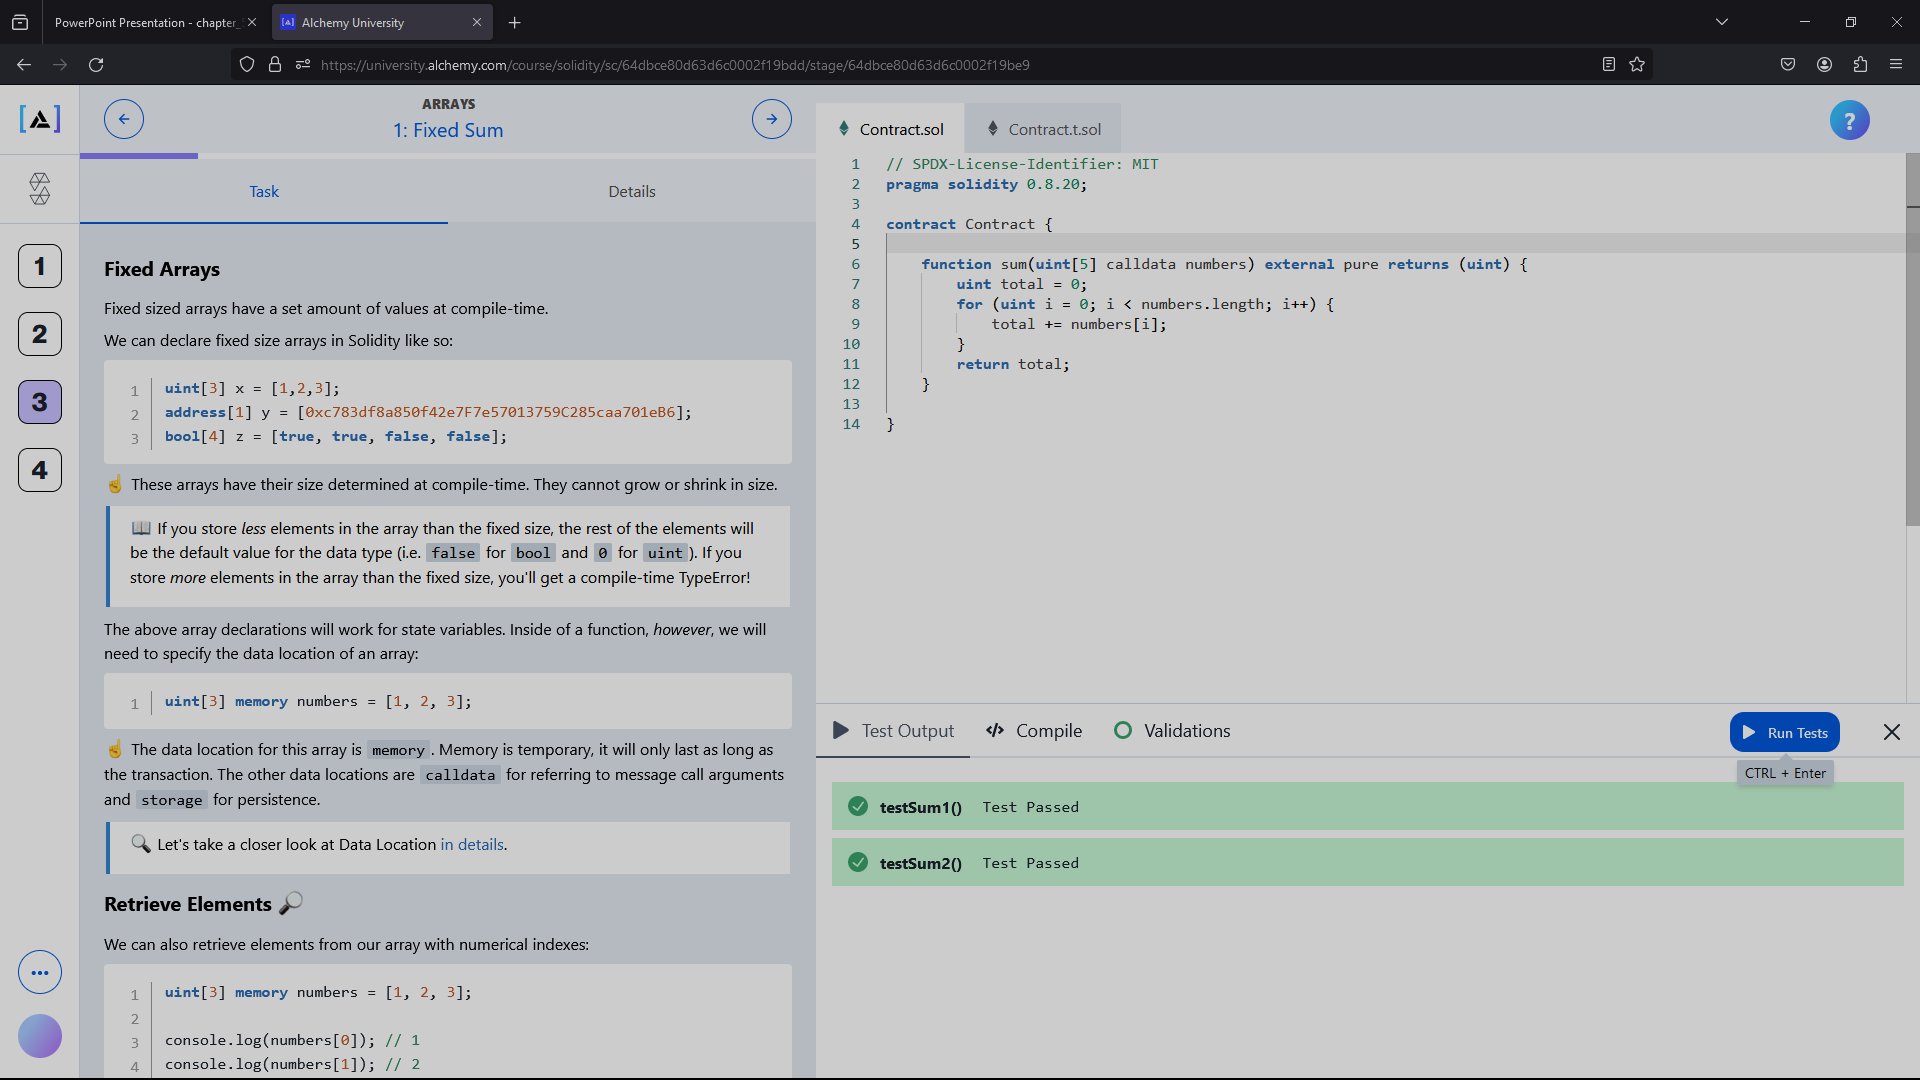 PowerPoint Presentation - chapter_
Alchemy University
https://university.alchemy.com/course/solidity/sc/64dbce80d63d6c0002f19bdd/stage/64dbce80d63d6c0002f19be9
ARRAYS
1: Fixed Sum
Task
Details
1
2
3
4
Fixed Arrays
Fixed sized arrays have a set amount of values at compile-time.
We can declare fixed size arrays in Solidity like so:
1 uint[3] x = [1,2,3];
2 address[1] y = [0xc783df8a850f42e7F7e57013759C285caa701eB6];
3 bool[4] z = [true, true, false, false];
☝️ These arrays have their size determined at compile-time. They cannot grow or shrink in size.
📖 If you store less elements in the array than the fixed size, the rest of the elements will
be the default value for the data type (i.e. false for bool and 0 for uint). If you
store more elements in the array than the fixed size, you'll get a compile-time TypeError!
The above array declarations will work for state variables. Inside of a function, however, we will
need to specify the data location of an array:
1 uint[3] memory numbers = [1, 2, 3];
☝️ The data location for this array is memory. Memory is temporary, it will only last as long as
the transaction. The other data locations are calldata for referring to message call arguments
and storage for persistence.
🔍 Let's take a closer look at Data Location in details.
Retrieve Elements 🔎
We can also retrieve elements from our array with numerical indexes:
1 uint[3] memory numbers = [1, 2, 3];
2
3 console.log(numbers[0]); // 1
4 console.log(numbers[1]); // 2
Contract.sol
Contract.t.sol
?
1 // SPDX-License-Identifier: MIT
2 pragma solidity 0.8.20;
3
4 contract Contract {
5
6 function sum(uint[5] calldata numbers) external pure returns (uint) {
7 uint total = 0;
8 for (uint i = 0; i < numbers.length; i++) {
9 total += numbers[i];
10 }
11 return total;
12 }
13
14 }
Test Output
Compile
Validations
Run Tests
CTRL + Enter
testSum1() Test Passed
testSum2() Test Passed